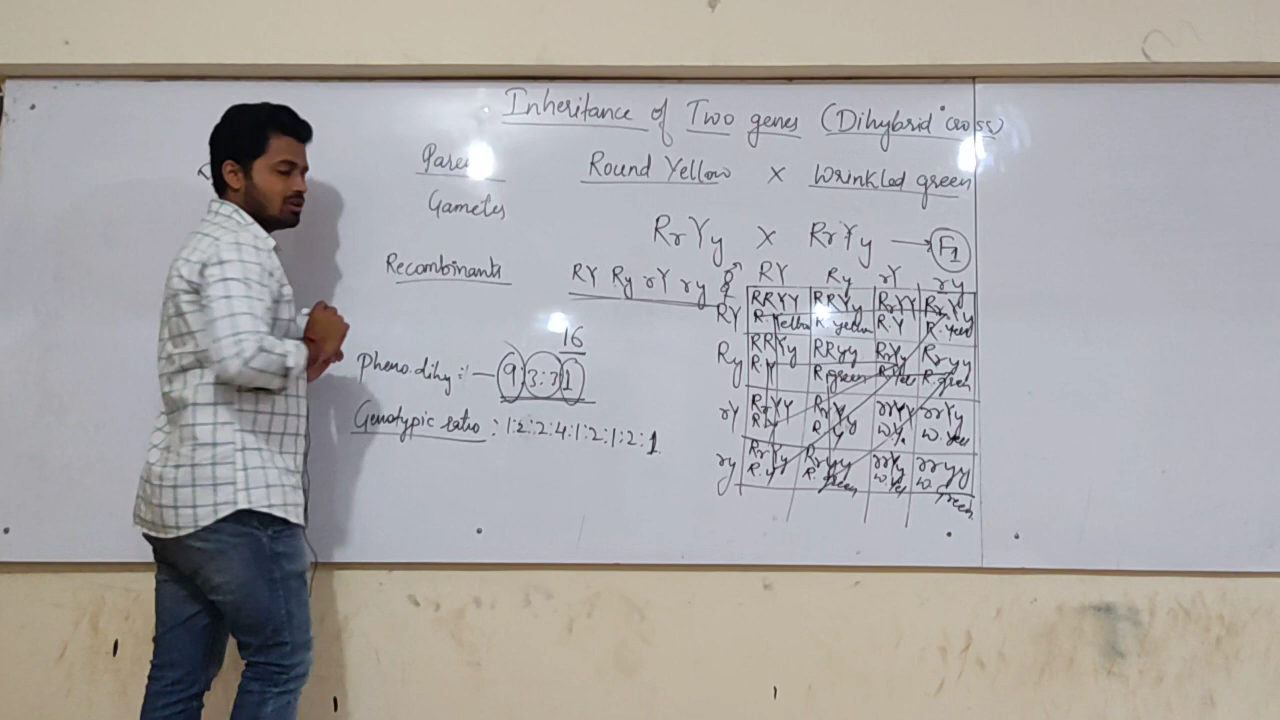 Inheritance of Two genes (Dihybrid cross)
Round Yellow × Wrinkled green
Gametes
RrYy × RrYy → F1
Recombinants RY Ry rY ry
♂ RY Ry rY ry
♀
RY RRYY RRYy RrYY RrYy
R. Yellow R. yellow R.Y
Ry RRYy RRyy RrYy Rryy
R.Y R.green R. green
rY RrYY RrYy rrYY rrYy
W. Yel
ry RrYy Rryy rrYy rryy
R.Y R. green W. Yel W. green
16
Pheno. dihy :- 9:3:3:1
Genotypic ratio : 1:2:2:4:1:2:1:2:1